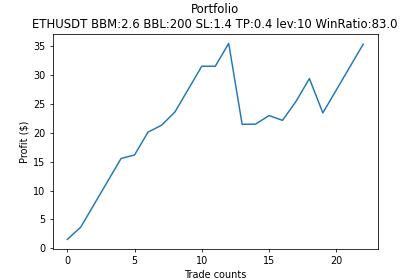 Portfolio
ETHUSDT BBM:2.6 BBL:200 SL:1.4 TP:0.4 lev:10 WinRatio:83.0
Profit ($)
35
30
25
20
15
10
5
0
0 5 10 15 20
Trade counts